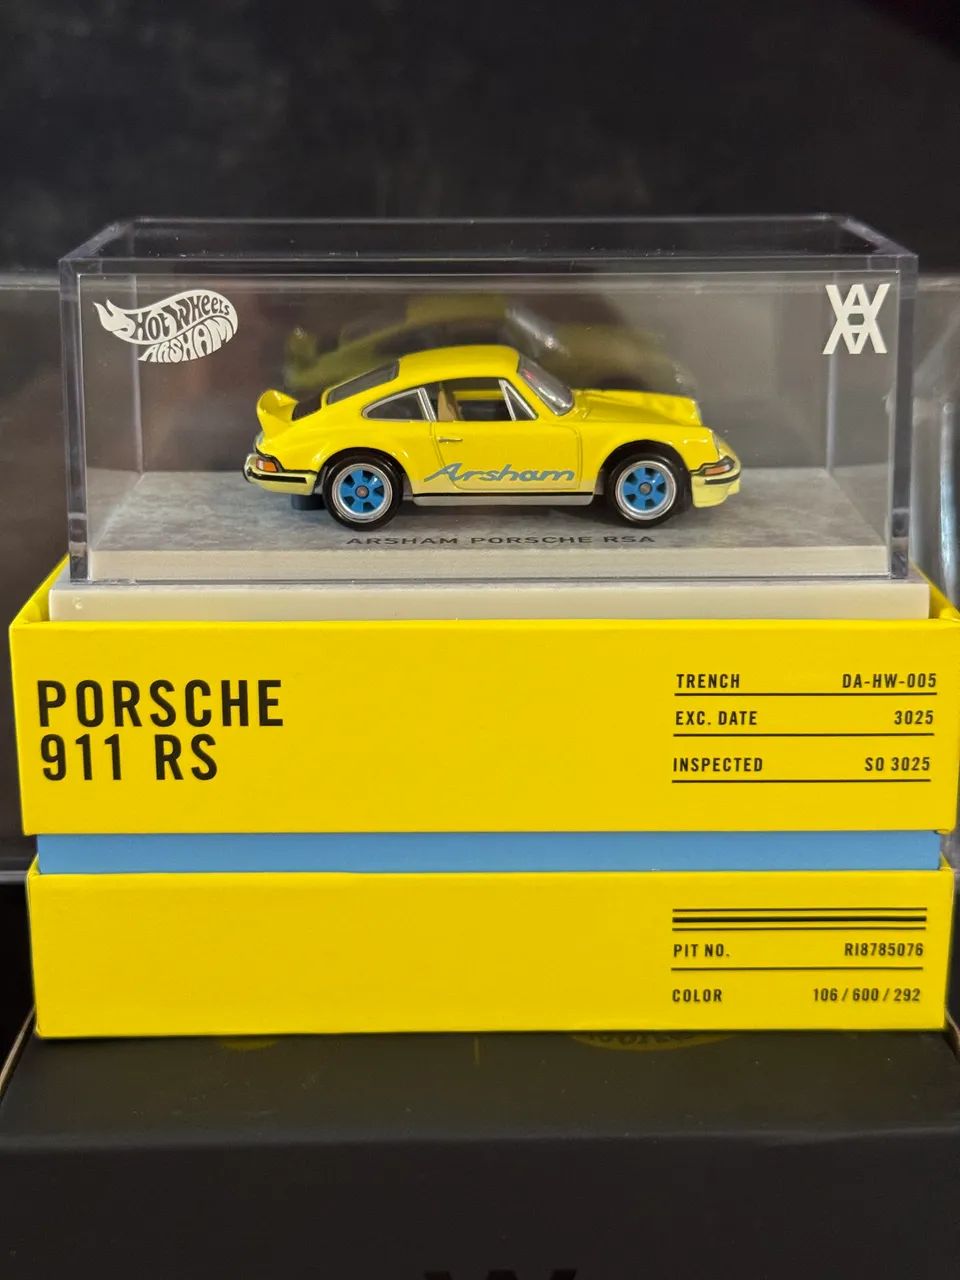 Hot Wheels
ARSHAM
Arsham
ARSHAM PORSCHE RSA
PORSCHE
911 RS
TRENCH DA-HW-005
EXC. DATE 3025
INSPECTED SO 3025
PIT NO. RI8785076
COLOR 106 / 600 / 292